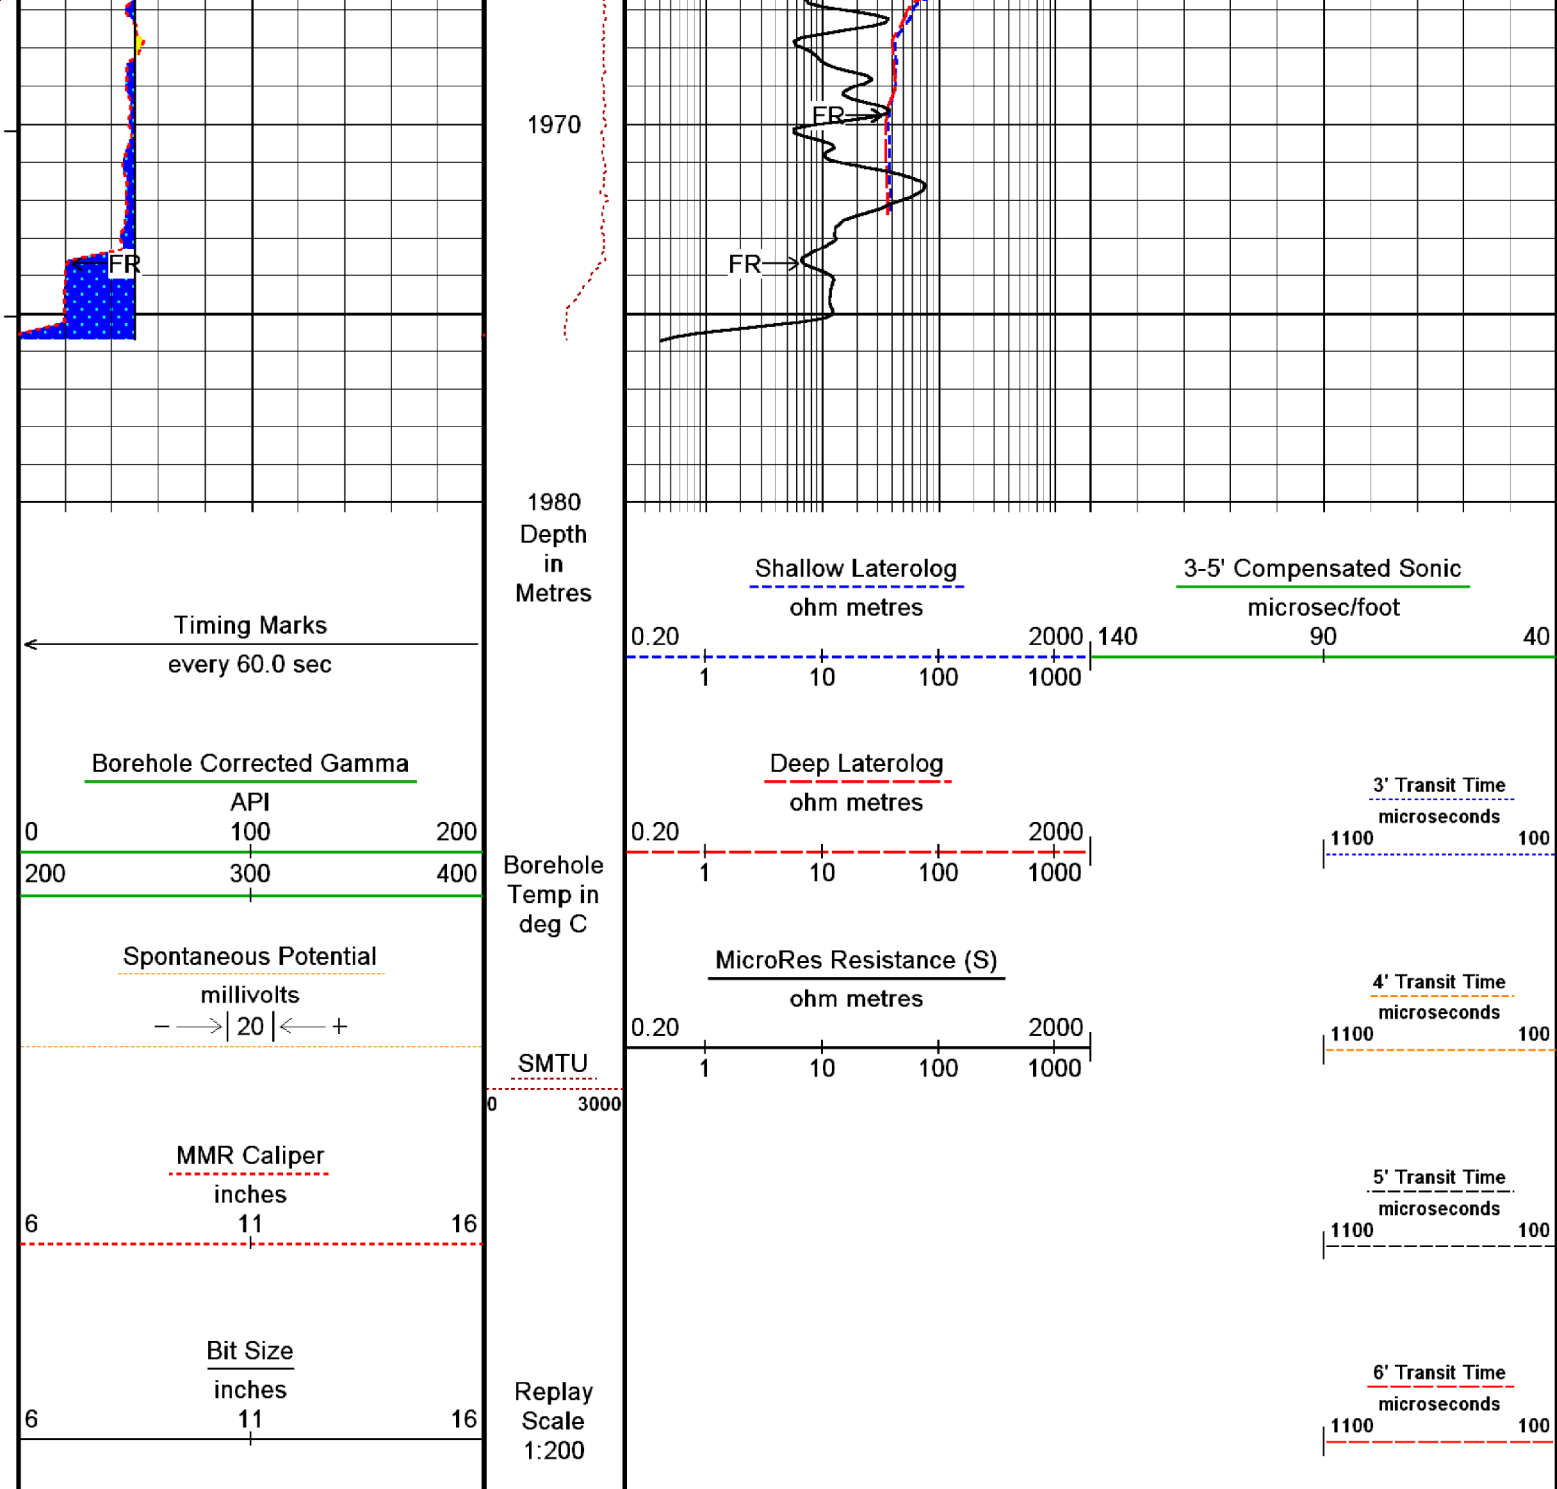 FR
1970
FR
FR
1980
Depth
in
Metres
Timing Marks
every 60.0 sec
Borehole Corrected Gamma
API
0 100 200
200 300 400
Spontaneous Potential
millivolts
− →|20|← +
MMR Caliper
inches
6 11 16
Bit Size
inches
6 11 16
Borehole
Temp in
deg C
SMTU
0 3000
Replay
Scale
1:200
Shallow Laterolog
ohm metres
0.20 2000
1 10 100 1000
Deep Laterolog
ohm metres
0.20 2000
1 10 100 1000
MicroRes Resistance (S)
ohm metres
0.20 2000
1 10 100 1000
3-5' Compensated Sonic
microsec/foot
140 90 40
3' Transit Time
microseconds
1100 100
4' Transit Time
microseconds
1100 100
5' Transit Time
microseconds
1100 100
6' Transit Time
microseconds
1100 100